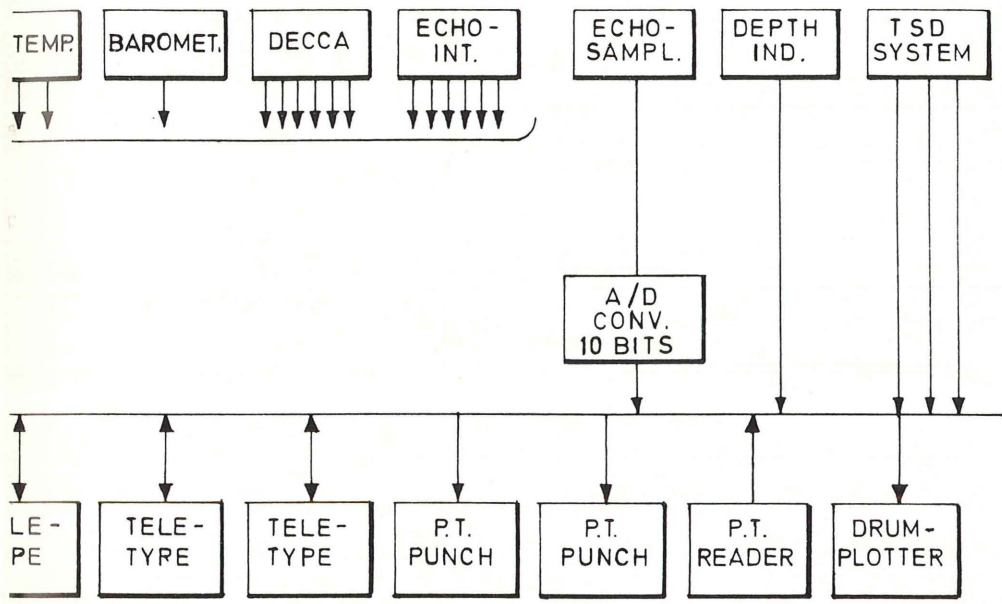 TEMP.
BAROMET.
DECCA
ECHO-
INT.
ECHO-
SAMPL.
DEPTH
IND.
TSD
SYSTEM
A/D
CONV.
10 BITS
LE-
PE
TELE-
TYRE
TELE-
TYPE
P.T.
PUNCH
P.T.
PUNCH
P.T.
READER
DRUM-
PLOTTER